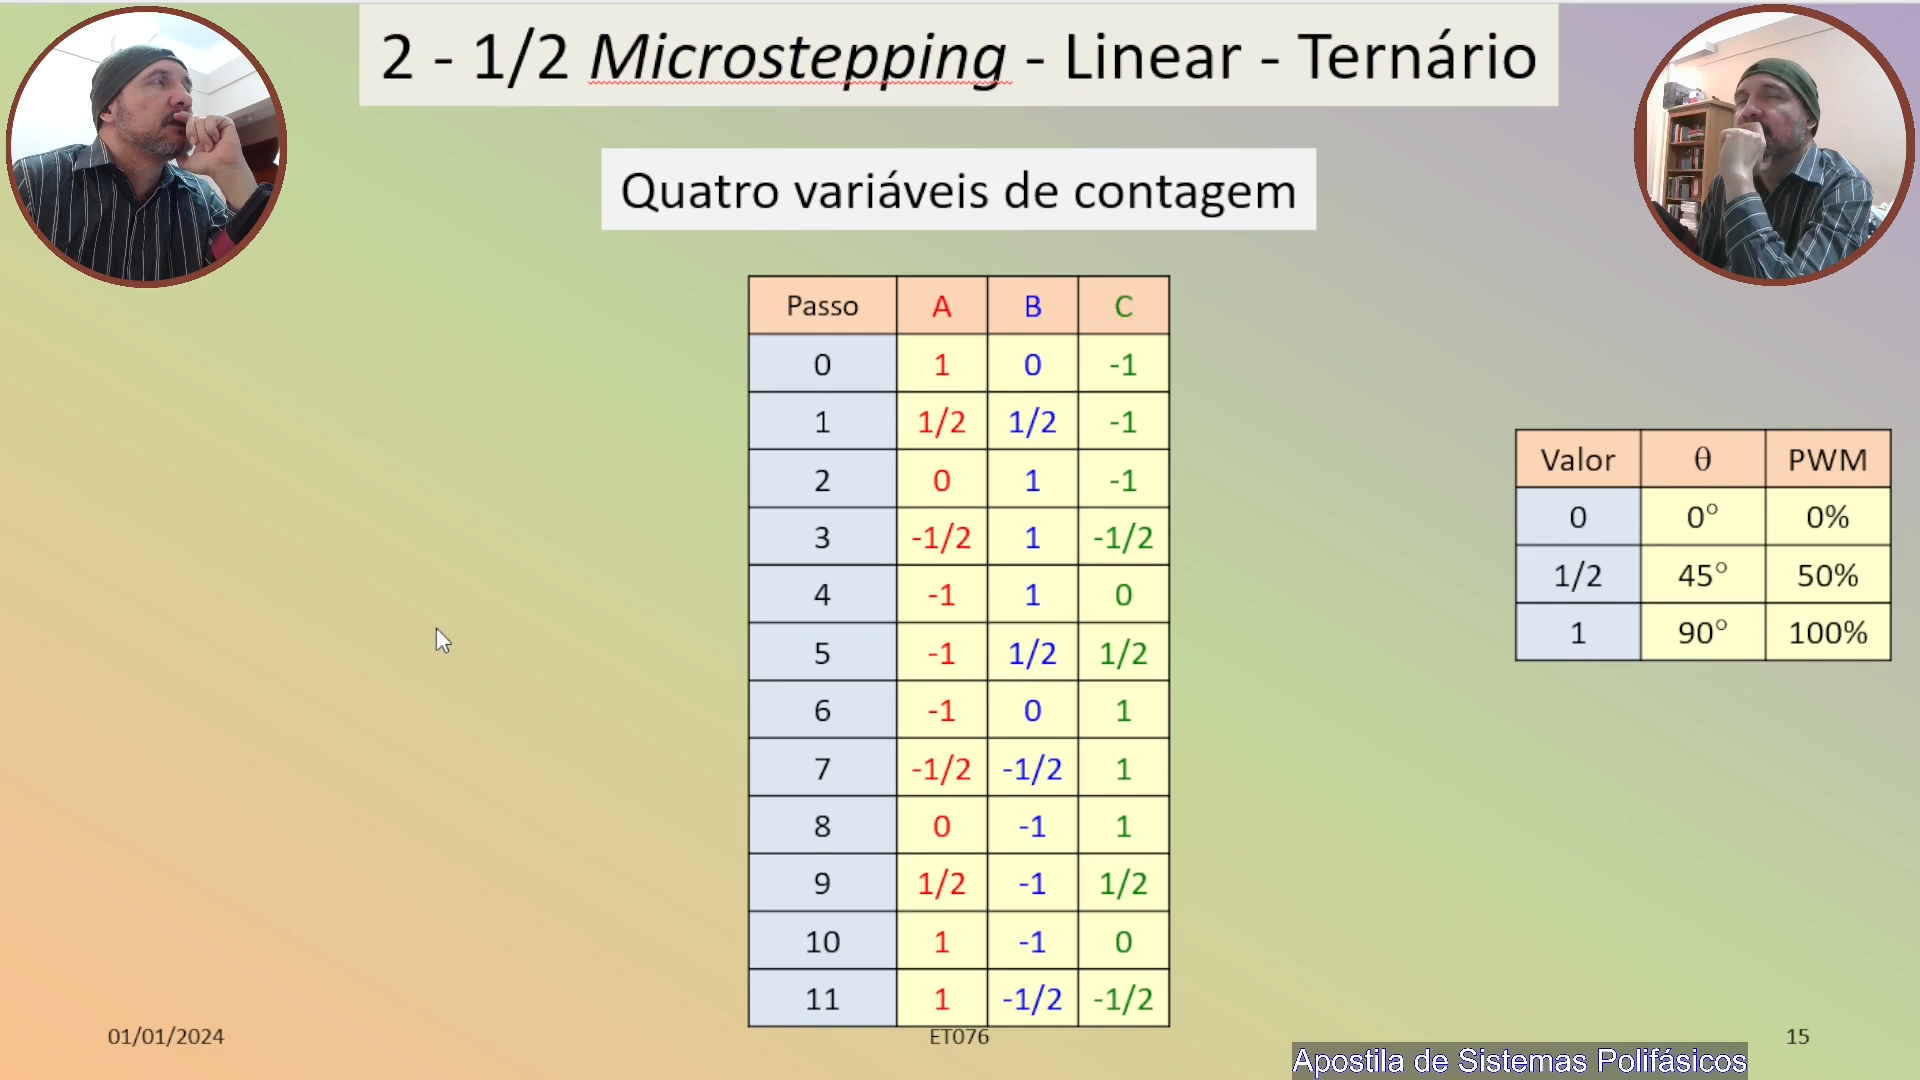 2 - 1/2 Microstepping - Linear - Ternário
Quatro variáveis de contagem
Passo A B C
0 1 0 -1
1 1/2 1/2 -1
2 0 1 -1
3 -1/2 1 -1/2
4 -1 1 0
5 -1 1/2 1/2
6 -1 0 1
7 -1/2 -1/2 1
8 0 -1 1
9 1/2 -1 1/2
10 1 -1 0
11 1 -1/2 -1/2
Valor θ PWM
0 0° 0%
1/2 45° 50%
1 90° 100%
01/01/2024
ET076
15
Apostila de Sistemas Polifásicos